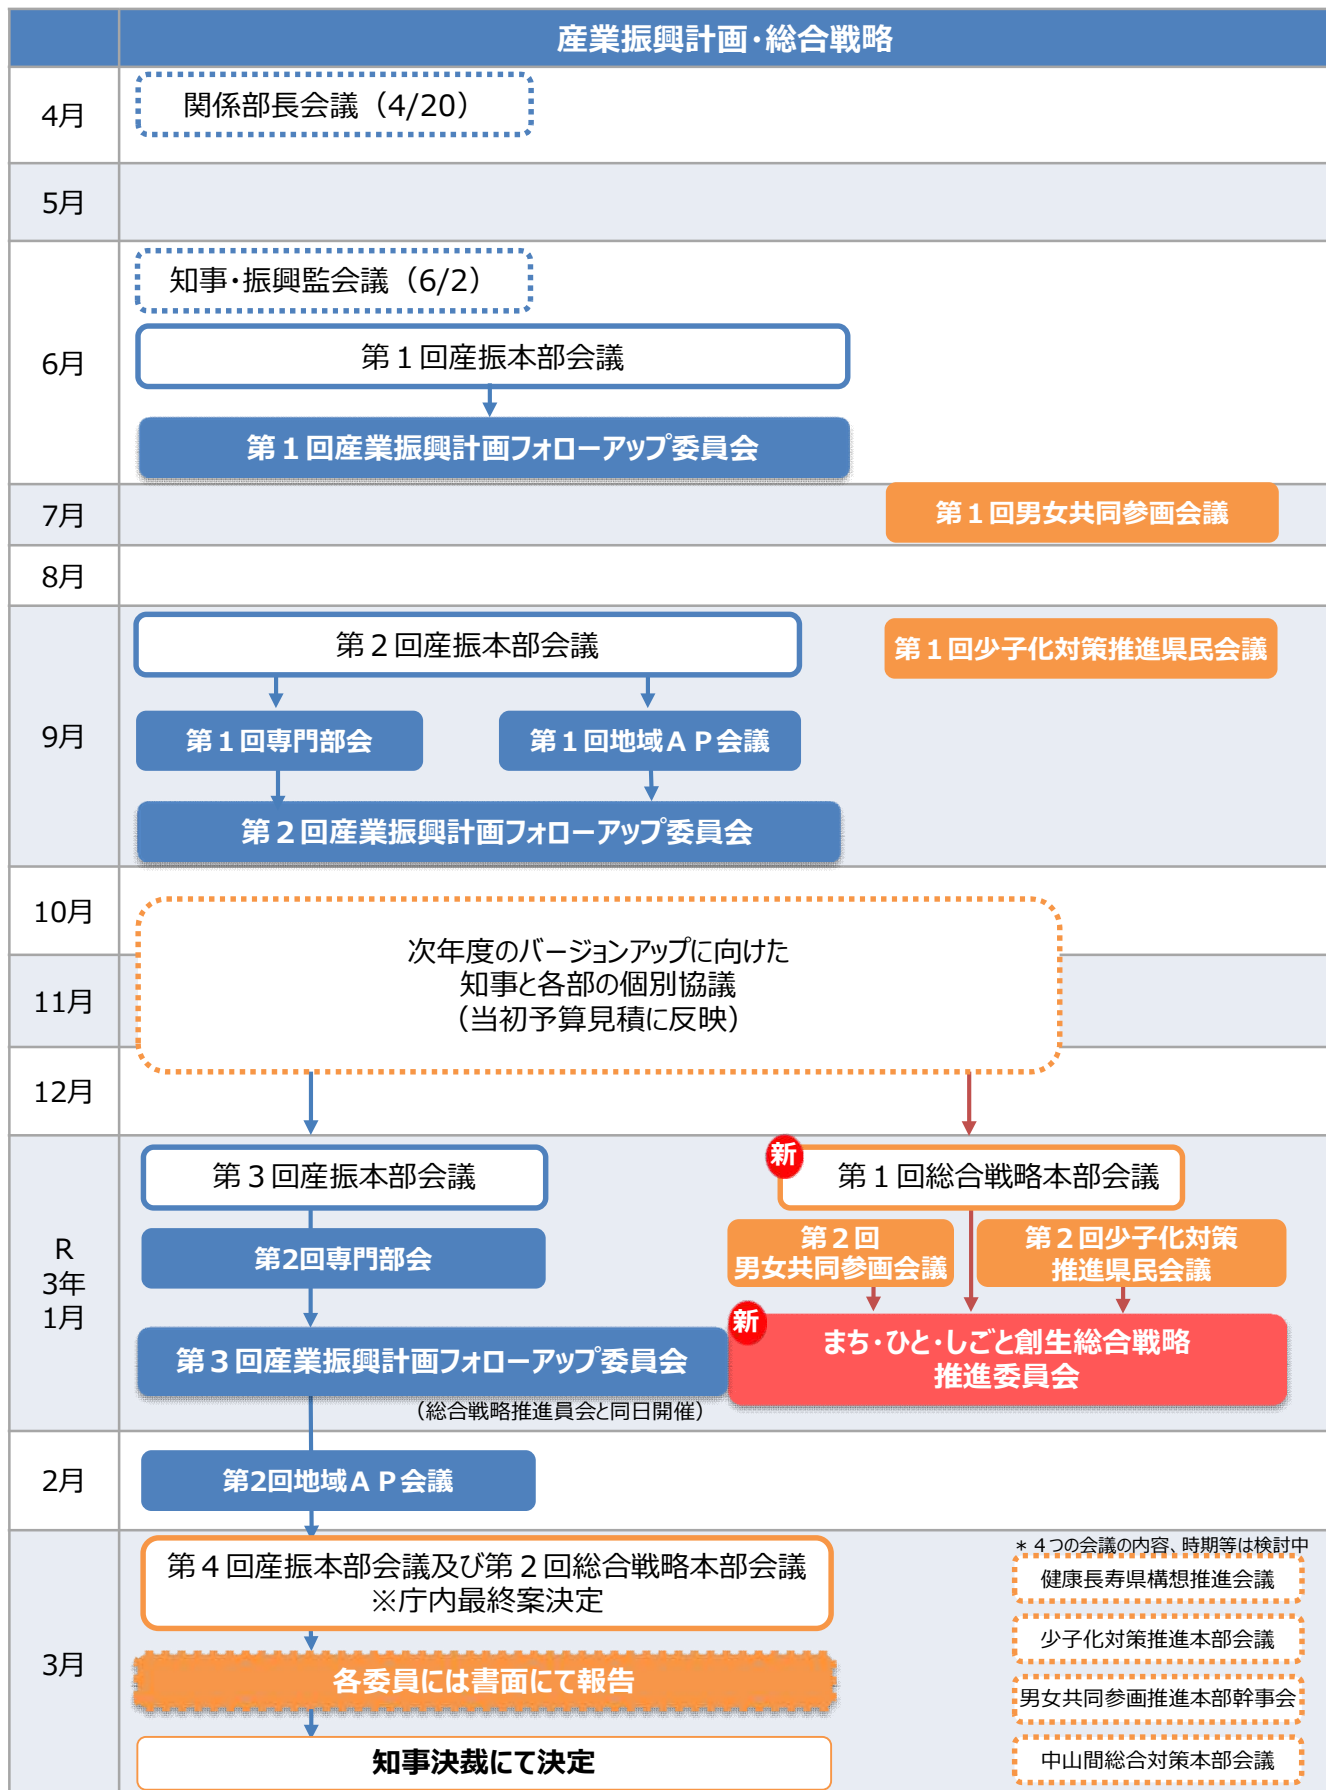 産業振興計画・総合戦略
4月
関係部長会議（4/20）
5月
6月
知事・振興監会議（6/2）
第１回産振本部会議
第１回産業振興計画フォローアップ委員会
7月
第１回男女共同参画会議
8月
9月
第２回産振本部会議
第１回少子化対策推進県民会議
第１回専門部会
第１回地域ＡＰ会議
第２回産業振興計画フォローアップ委員会
10月
11月
12月
次年度のバージョンアップに向けた
知事と各部の個別協議
（当初予算見積に反映）
R
3年
1月
第３回産振本部会議
新
第１回総合戦略本部会議
第2回専門部会
第２回
男女共同参画会議
第２回少子化対策
推進県民会議
第３回産業振興計画フォローアップ委員会
新
まち・ひと・しごと創生総合戦略
推進委員会
（総合戦略推進員会と同日開催）
2月
第2回地域ＡＰ会議
3月
第４回産振本部会議及び第２回総合戦略本部会議
※庁内最終案決定
各委員には書面にて報告
知事決裁にて決定
＊４つの会議の内容、時期等は検討中
健康長寿県構想推進会議
少子化対策推進本部会議
男女共同参画推進本部幹事会
中山間総合対策本部会議